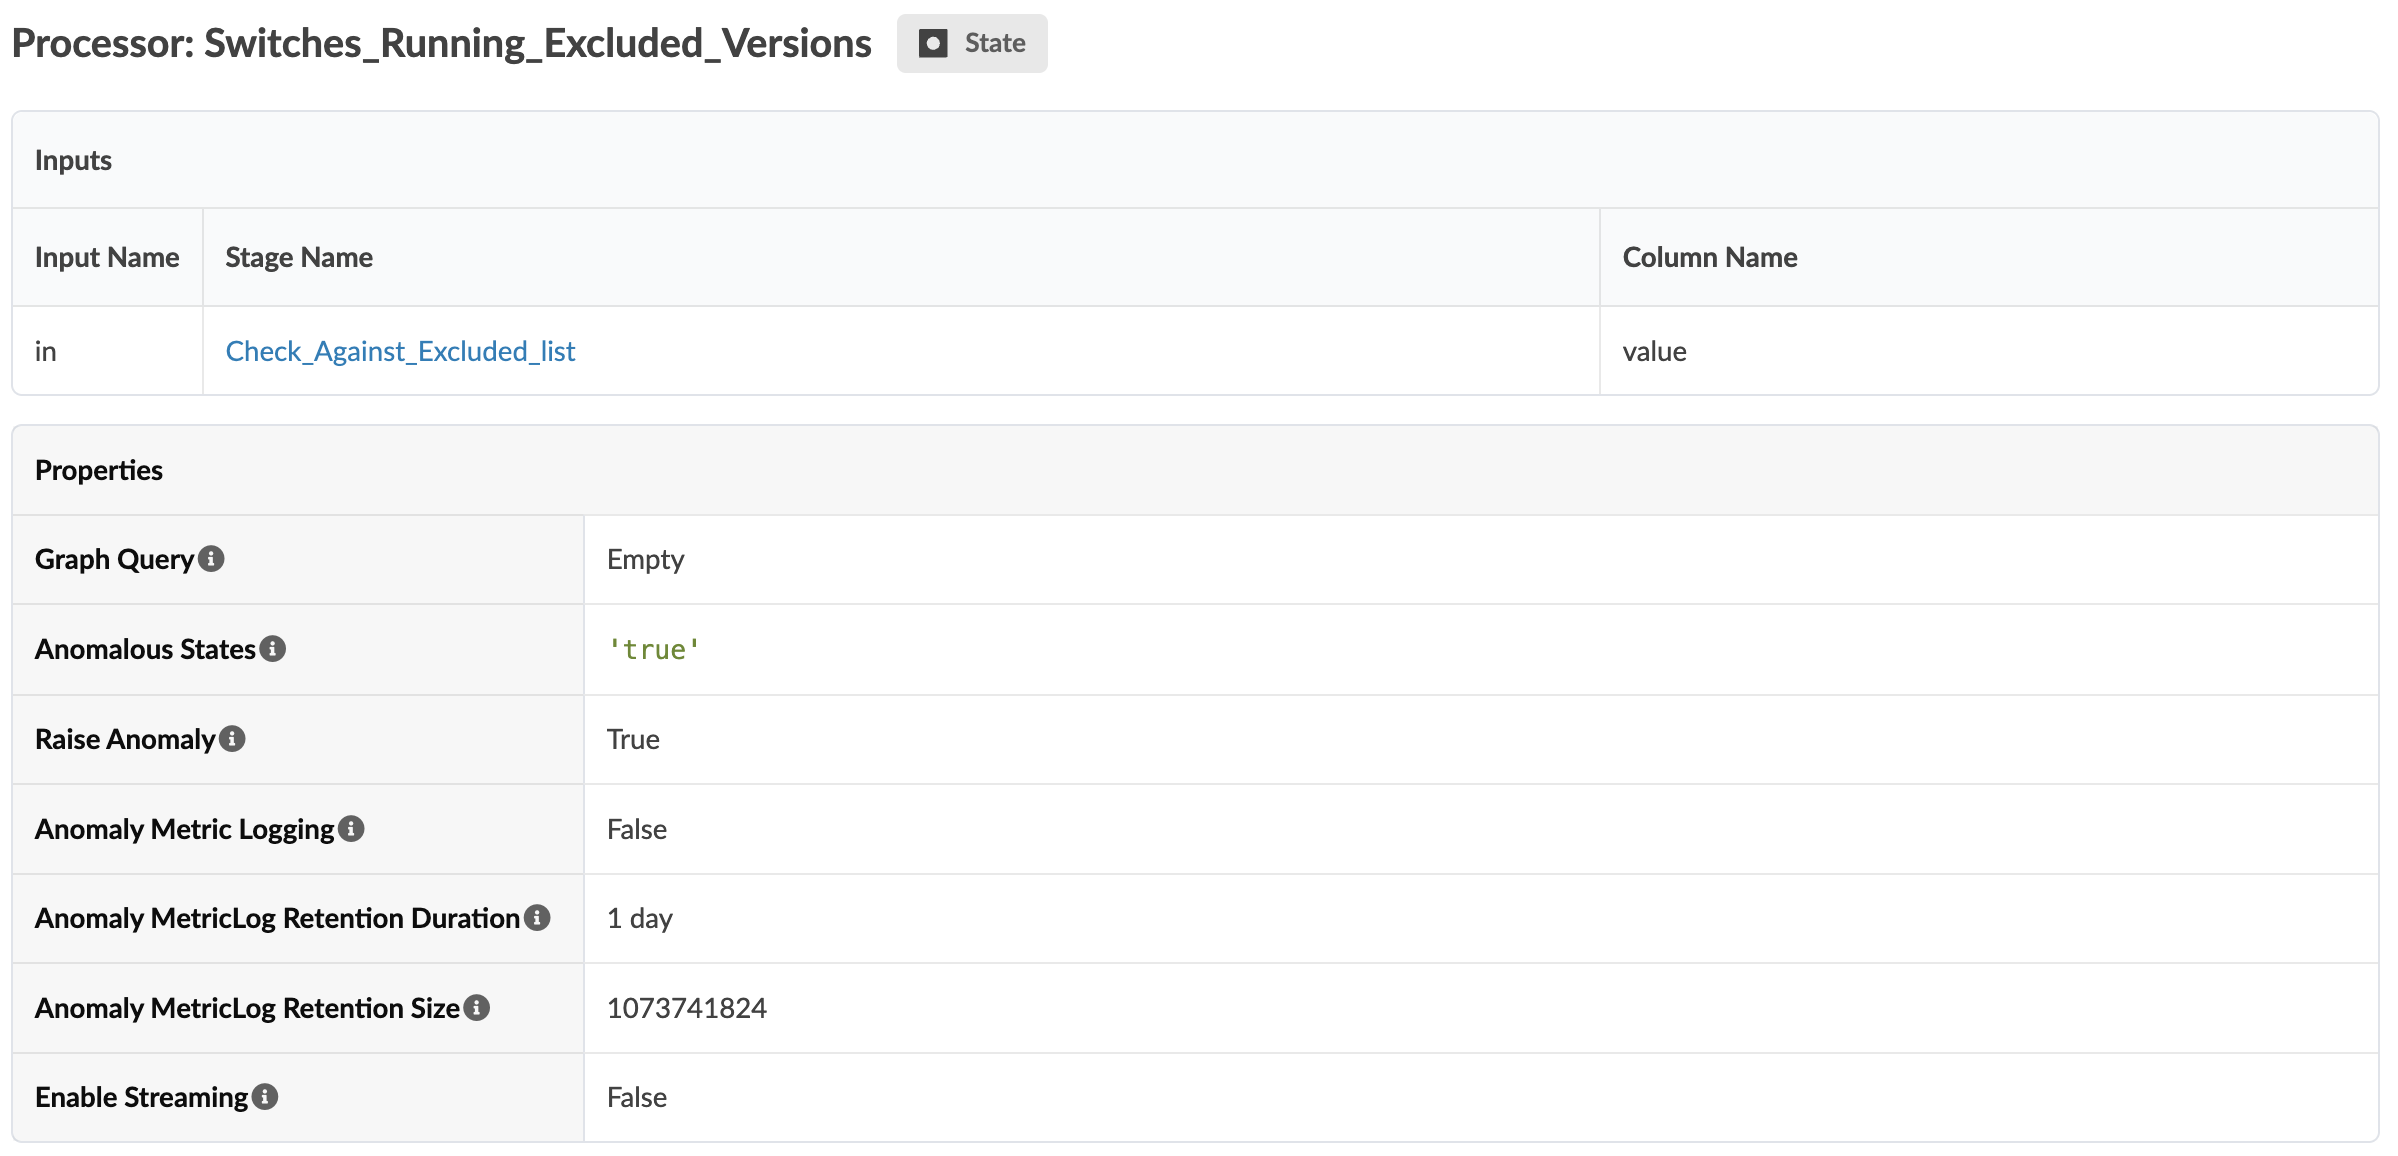 Processor: Switches_Running_Excluded_Versions State
Inputs
Input Name Stage Name Column Name
in Check_Against_Excluded_list value
Properties
Graph Query Empty
Anomalous States 'true'
Raise Anomaly True
Anomaly Metric Logging False
Anomaly MetricLog Retention Duration 1 day
Anomaly MetricLog Retention Size 1073741824
Enable Streaming False